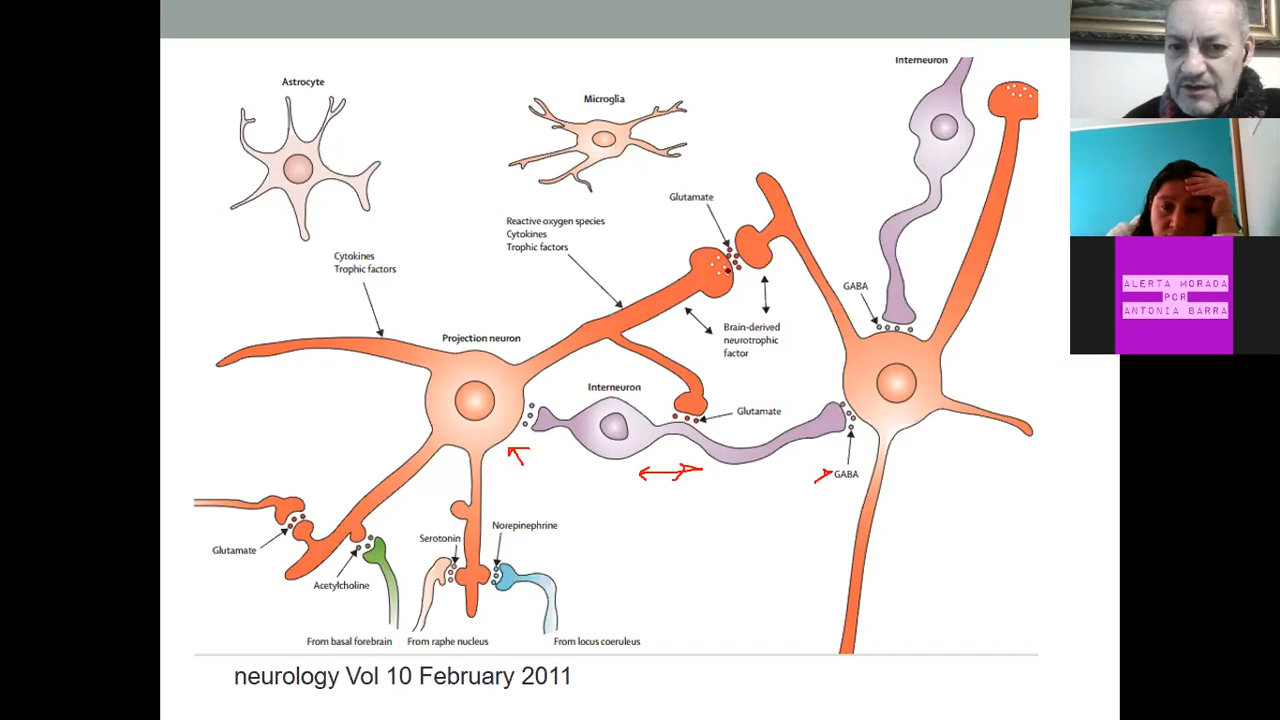 Astrocyte
Microglia
Interneuron
Glutamate
Reactive oxygen species
Cytokines
Trophic factors
Cytokines
Trophic factors
GABA
Projection neuron
Brain-derived
neurotrophic
factor
Interneuron
Glutamate
GABA
Glutamate
Acetylcholine
Serotonin
Norepinephrine
From basal forebrain
From raphe nucleus
From locus coeruleus
neurology Vol 10 February 2011
ALERTA MORADA
POR
ANTONIA BARRA